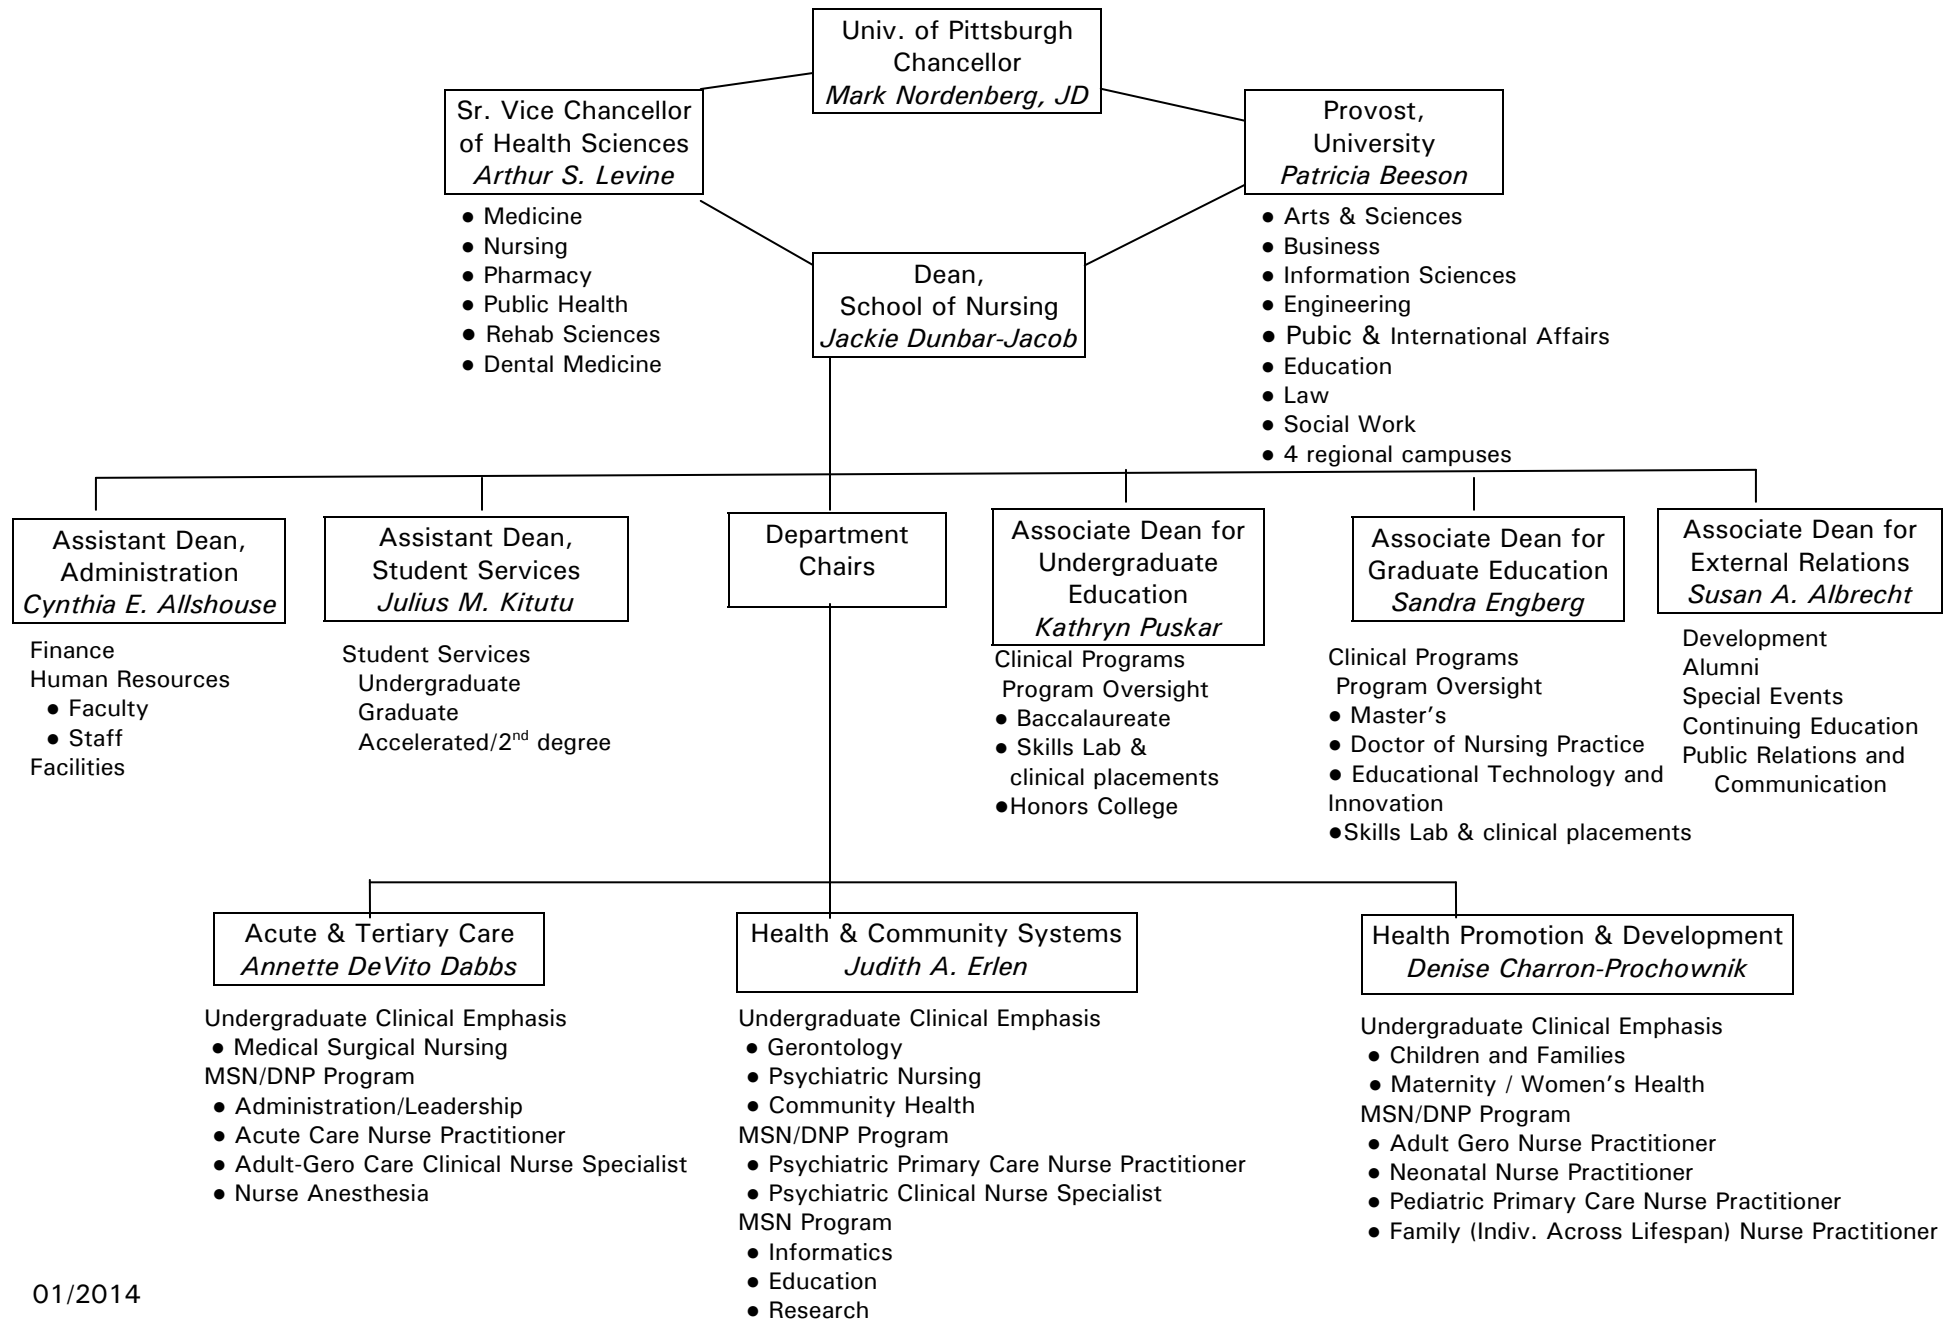 Univ. of Pittsburgh
Chancellor
Mark Nordenberg, JD
Sr. Vice Chancellor
of Health Sciences
Arthur S. Levine
● Medicine
● Nursing
● Pharmacy
● Public Health
● Rehab Sciences
● Dental Medicine
Provost,
University
Patricia Beeson
● Arts & Sciences
● Business
● Information Sciences
● Engineering
● Pubic & International Affairs
● Education
● Law
● Social Work
● 4 regional campuses
Dean,
School of Nursing
Jackie Dunbar-Jacob
Assistant Dean,
Administration
Cynthia E. Allshouse
Finance
Human Resources
● Faculty
● Staff
Facilities
Assistant Dean,
Student Services
Julius M. Kitutu
Student Services
Undergraduate
Graduate
Accelerated/2nd degree
Department
Chairs
Associate Dean for
Undergraduate
Education
Kathryn Puskar
Clinical Programs
Program Oversight
● Baccalaureate
● Skills Lab &
clinical placements
●Honors College
Associate Dean for
Graduate Education
Sandra Engberg
Clinical Programs
Program Oversight
● Master's
● Doctor of Nursing Practice
● Educational Technology and
Innovation
●Skills Lab & clinical placements
Associate Dean for
External Relations
Susan A. Albrecht
Development
Alumni
Special Events
Continuing Education
Public Relations and
Communication
Acute & Tertiary Care
Annette DeVito Dabbs
Undergraduate Clinical Emphasis
● Medical Surgical Nursing
MSN/DNP Program
● Administration/Leadership
● Acute Care Nurse Practitioner
● Adult-Gero Care Clinical Nurse Specialist
● Nurse Anesthesia
Health & Community Systems
Judith A. Erlen
Undergraduate Clinical Emphasis
● Gerontology
● Psychiatric Nursing
● Community Health
MSN/DNP Program
● Psychiatric Primary Care Nurse Practitioner
● Psychiatric Clinical Nurse Specialist
MSN Program
● Informatics
● Education
● Research
Health Promotion & Development
Denise Charron-Prochownik
Undergraduate Clinical Emphasis
● Children and Families
● Maternity / Women's Health
MSN/DNP Program
● Adult Gero Nurse Practitioner
● Neonatal Nurse Practitioner
● Pediatric Primary Care Nurse Practitioner
● Family (Indiv. Across Lifespan) Nurse Practitioner
01/2014